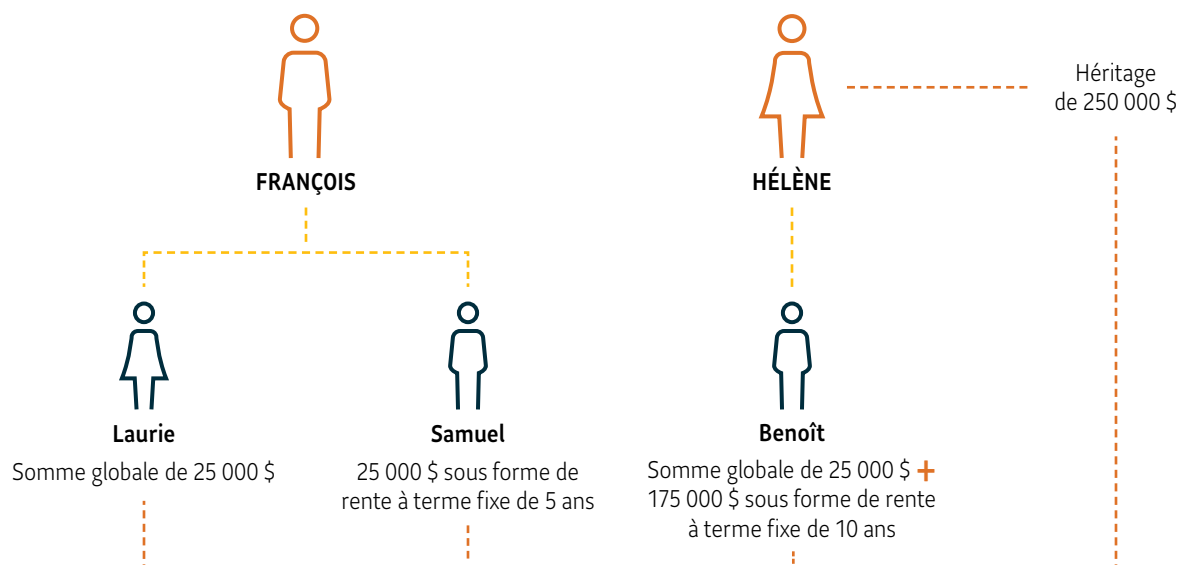 Héritage
de 250 000 $
FRANÇOIS
HÉLÈNE
Laurie
Somme globale de 25 000 $
Samuel
25 000 $ sous forme de
rente à terme fixe de 5 ans
Benoît
Somme globale de 25 000 $ +
175 000 $ sous forme de rente
à terme fixe de 10 ans